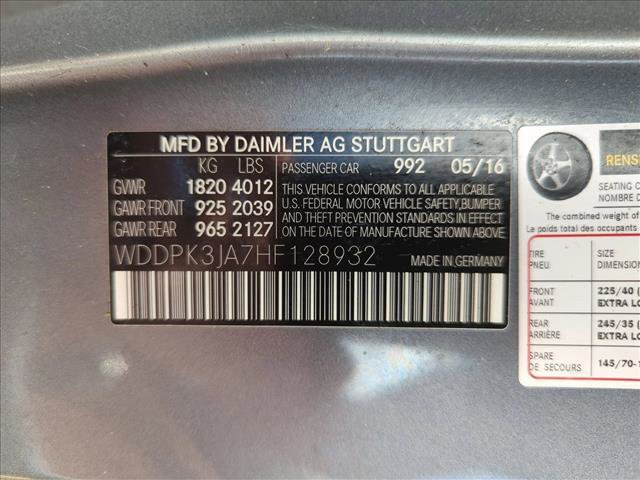 MFD BY DAIMLER AG STUTTGART
KG LBS PASSENGER CAR 992 05/16
GVWR 1820 4012
GAWR FRONT 925 2039
GAWR REAR 965 2127
THIS VEHICLE CONFORMS TO ALL APPLICABLE
U.S. FEDERAL MOTOR VEHICLE SAFETY,BUMPER
AND THEFT PREVENTION STANDARDS IN
EFFECT ON THE DATE OF MANUFACTURE
SHOWN ABOVE.
WDDPK3JA7HF128932
MADE IN GERMANY
SEATING
NOMBRE D
The combined weight of
Le poids total des occupants
TIRE SIZE
PNEU DIMENSION
FRONT 225/40
AVANT EXTRA LO
REAR 245/35
ARRIÈRE EXTRA LO
SPARE 145/70-1
DE SECOURS